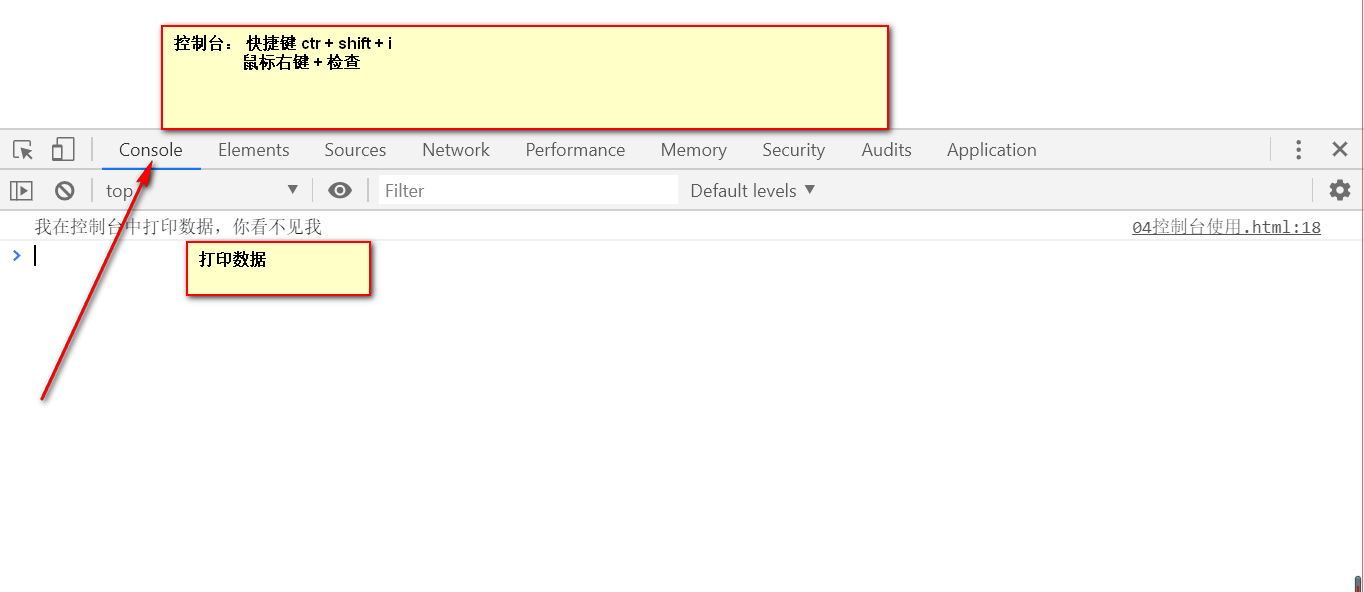 控制台： 快捷键 ctr + shift + i
鼠标右键 + 检查
Console Elements Sources Network Performance Memory Security Audits Application
top Filter Default levels
我在控制台中打印数据，你看不见我 04控制台使用.html:18
打印数据